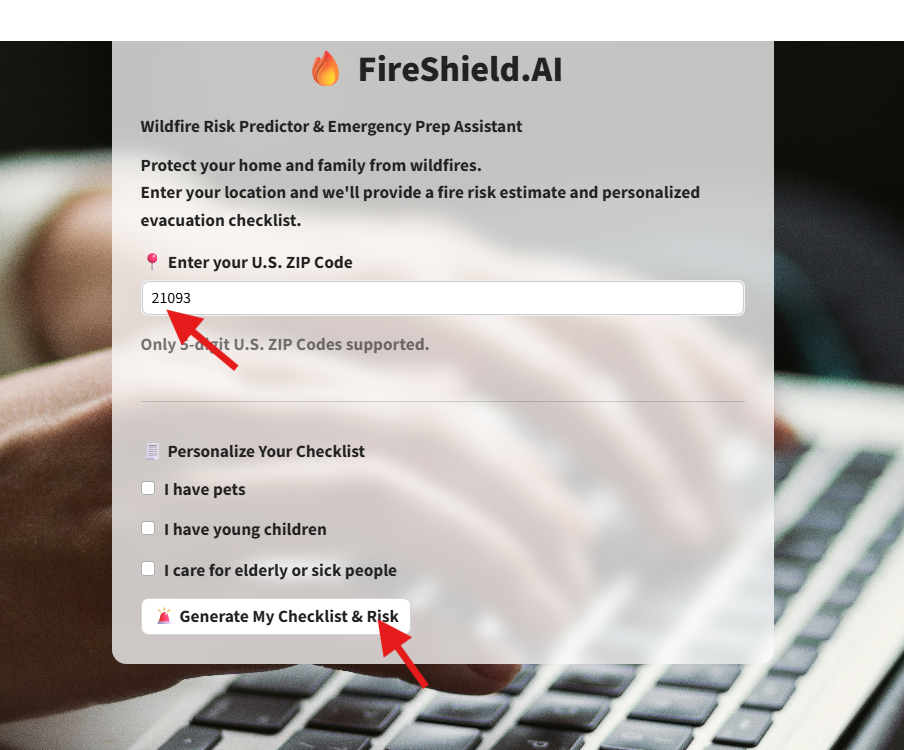 FireShield.AI
Wildfire Risk Predictor & Emergency Prep Assistant
Protect your home and family from wildfires.
Enter your location and we'll provide a fire risk estimate and personalized
evacuation checklist.
Enter your U.S. ZIP Code
21093
Only 5-digit U.S. ZIP Codes supported.
Personalize Your Checklist
I have pets
I have young children
I care for elderly or sick people
Generate My Checklist & Risk